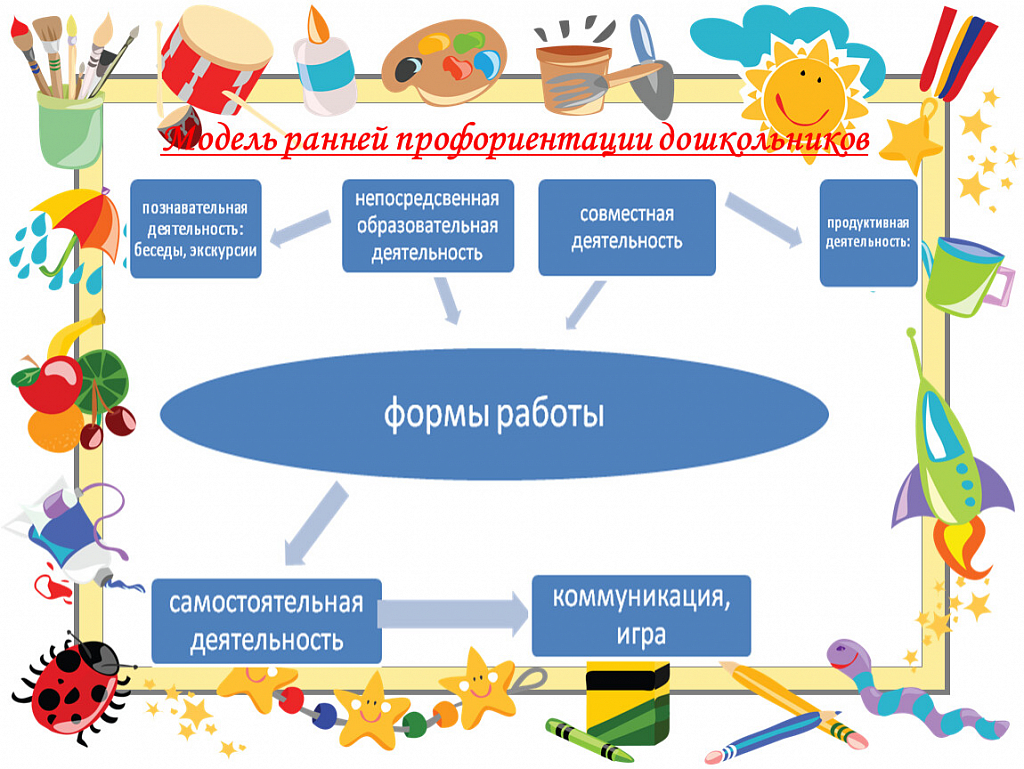 Модель ранней профориентации дошкольников
познавательная
деятельность:
беседы, экскурсии
непосредсвенная
образовательная
деятельность
совместная
деятельность
продуктивная
деятельность:
формы работы
самостоятельная
деятельность
коммуникация,
игра